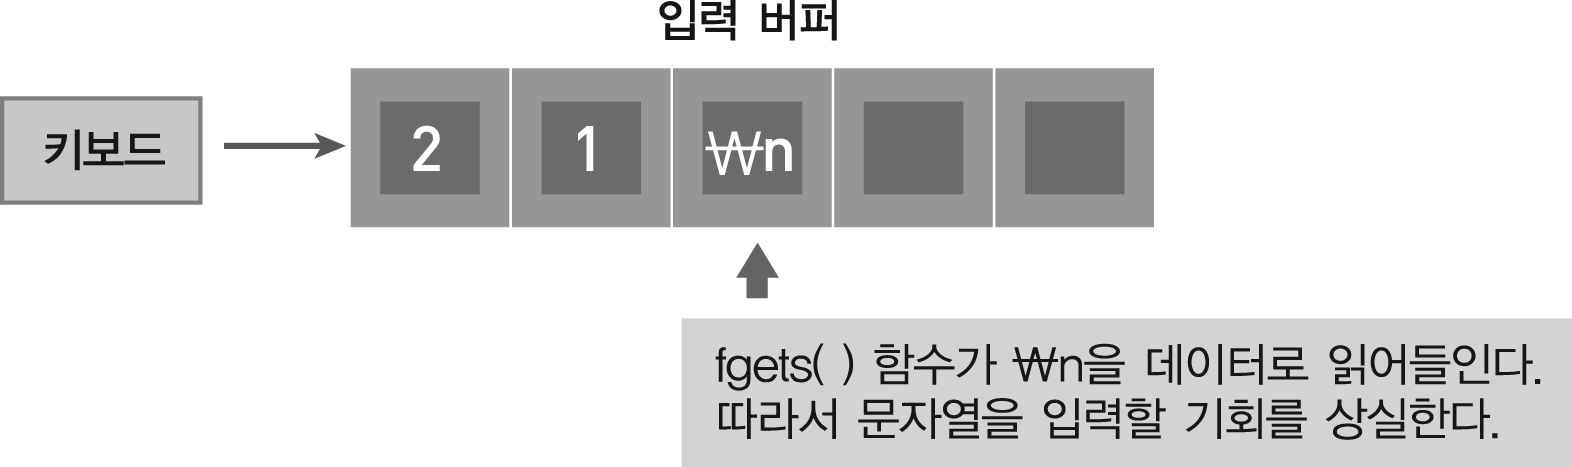 입력 버퍼
키보드
2 1 ₩n
fgets( ) 함수가 ₩n을 데이터로 읽어들인다.
따라서 문자열을 입력할 기회를 상실한다.